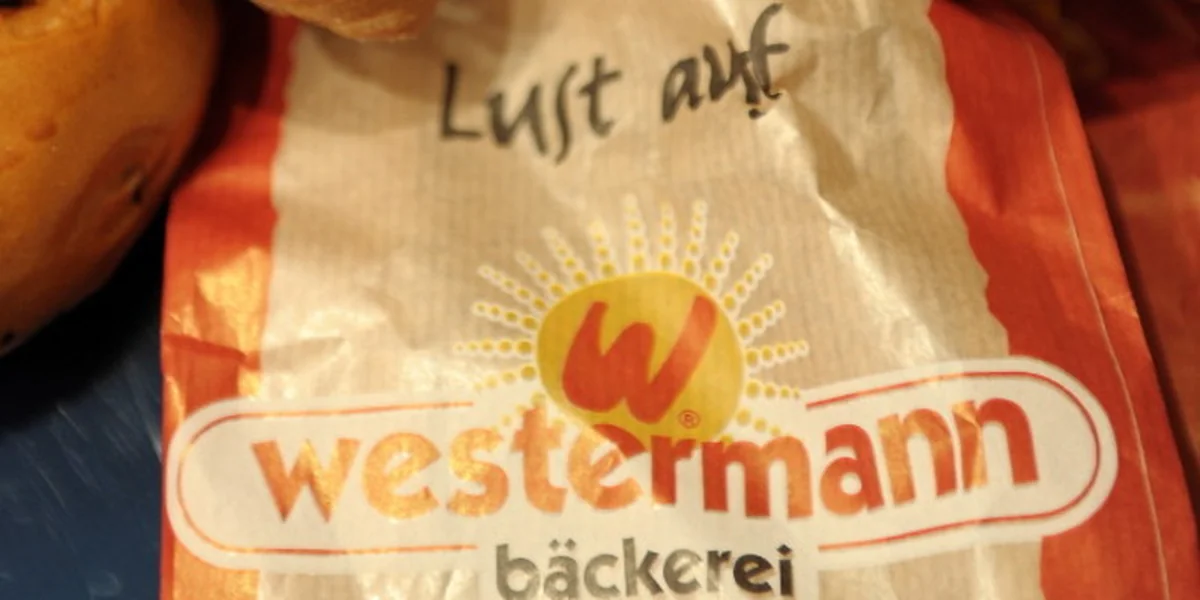 Lust auf
W®
westermann
bäckerei